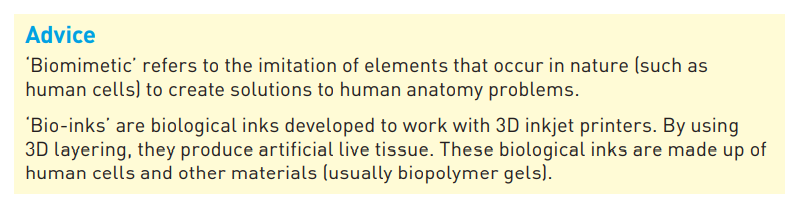 Advice
‘Biomimetic’ refers to the imitation of elements that occur in nature (such as
human cells) to create solutions to human anatomy problems.
‘Bio-inks’ are biological inks developed to work with 3D inkjet printers. By using
3D layering, they produce artificial live tissue. These biological inks are made up of
human cells and other materials (usually biopolymer gels).